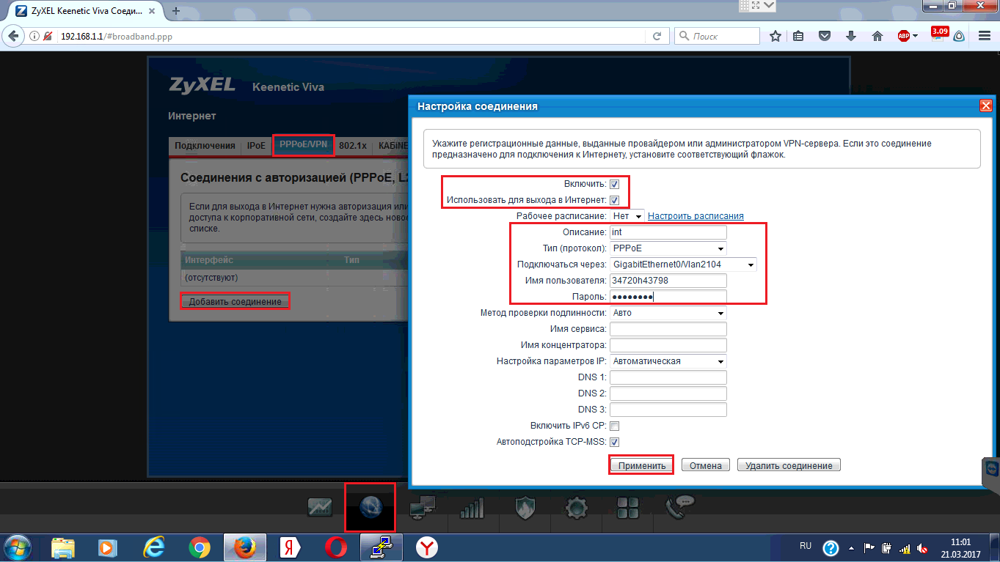 ZyXEL Keenetic Viva Соеди...
192.168.1.1/#broadband.ppp
Поиск
ABP
3.09
ZyXEL Keenetic Viva
Интернет
Подключения IPoE PPPoE/VPN 802.1x КАБiNE
Соединения с авторизацией (PPPoE, L2
Если для выхода в Интернет нужна авторизация или
доступа к корпоративной сети, создайте здесь ново
списке.
Интерфейс Тип
(отсутствуют)
Добавить соединение
Настройка соединения
Укажите регистрационные данные, выданные провайдером или администратором VPN-сервера. Если это соединение
предназначено для подключения к Интернету, установите соответствующий флажок.
Включить:
Использовать для выхода в Интернет:
Рабочее расписание: Нет Настроить расписания
Описание: int
Тип (протокол): PPPoE
Подключаться через: GigabitEthernet0/Vlan2104
Имя пользователя: 34720h43798
Пароль: ●●●●●●●●
Метод проверки подлинности: Авто
Имя сервиса:
Имя концентратора:
Настройка параметров IP: Автоматическая
DNS 1:
DNS 2:
DNS 3:
Включить IPv6 CP:
Автоподстройка TCP-MSS:
Применить Отмена Удалить соединение
RU
11:01
21.03.2017